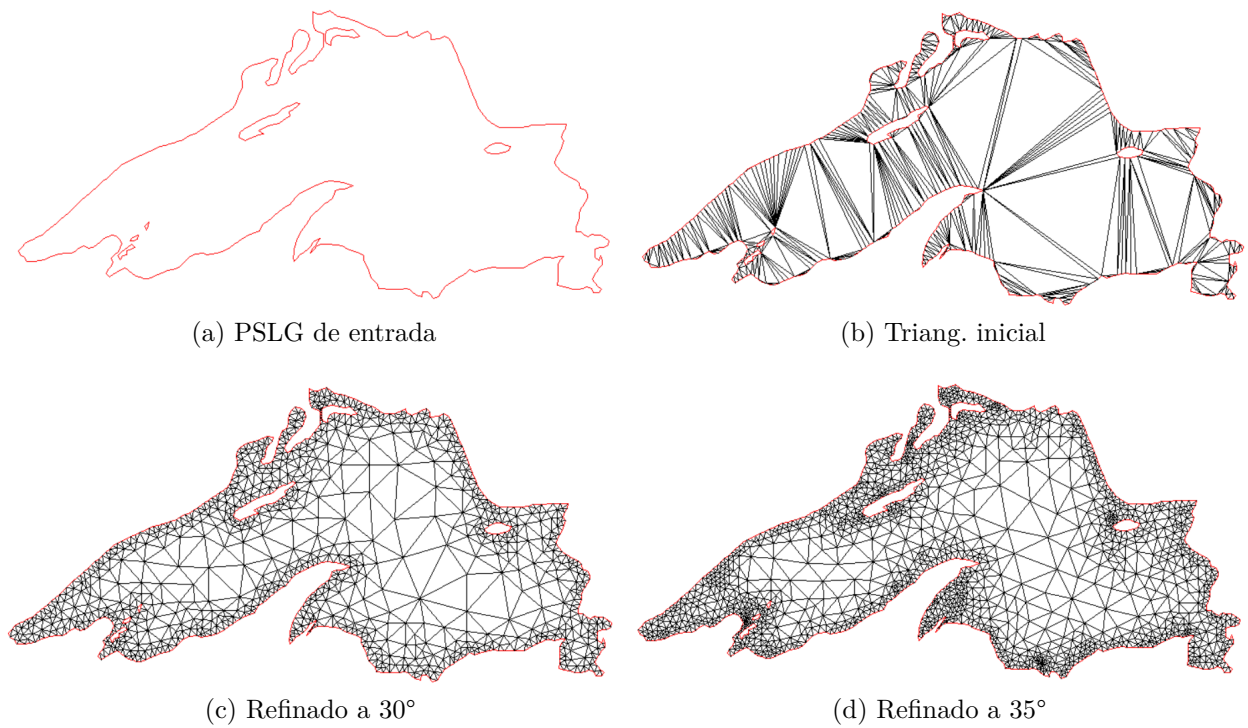 (a) PSLG de entrada
(b) Triang. inicial
(c) Refinado a 30°
(d) Refinado a 35°